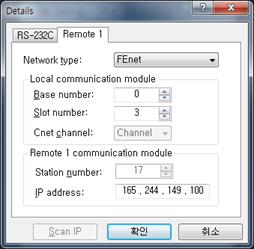 Details
RS-232C Remote 1
Network type: FEnet
Local communication module
Base number: 0
Slot number: 3
Cnet channel: Channel
Remote 1 communication module
Station number: 17
IP address: 165 , 244 , 149 , 100
Scan IP 확인 취소